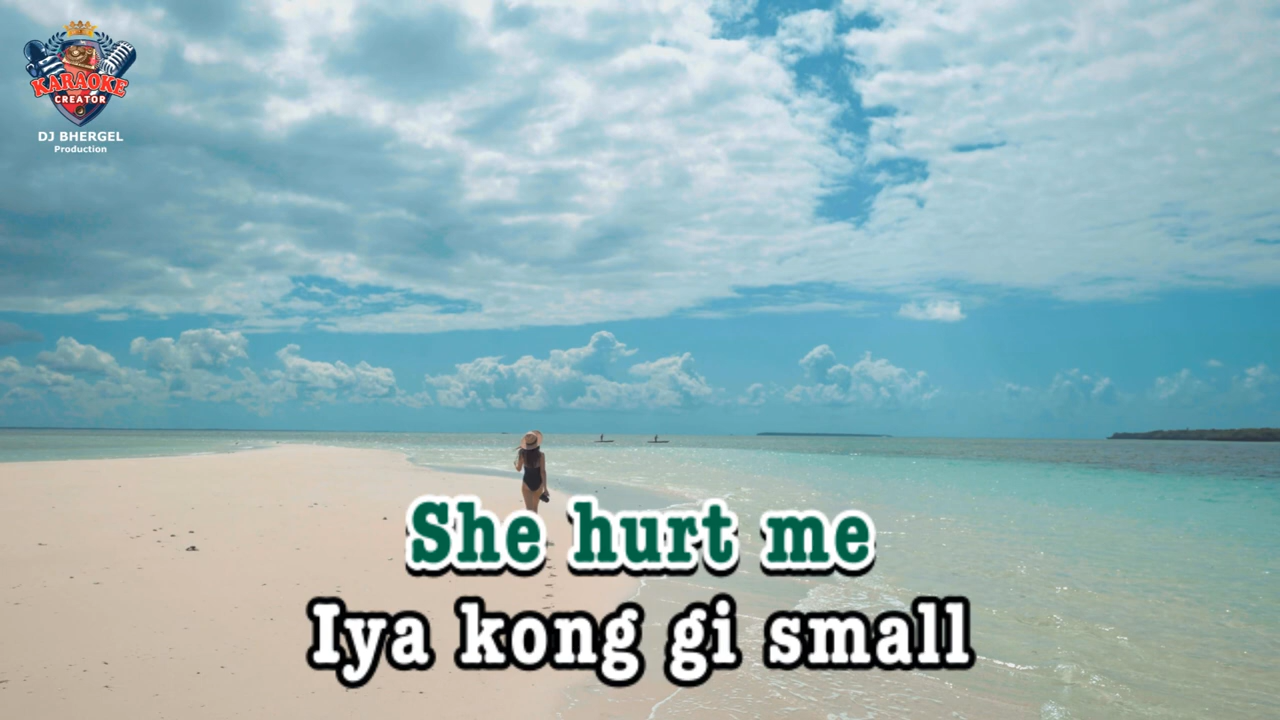 KARAOKE
CREATOR
DJ BHERGEL
Production
She hurt me
Iya kong gi small